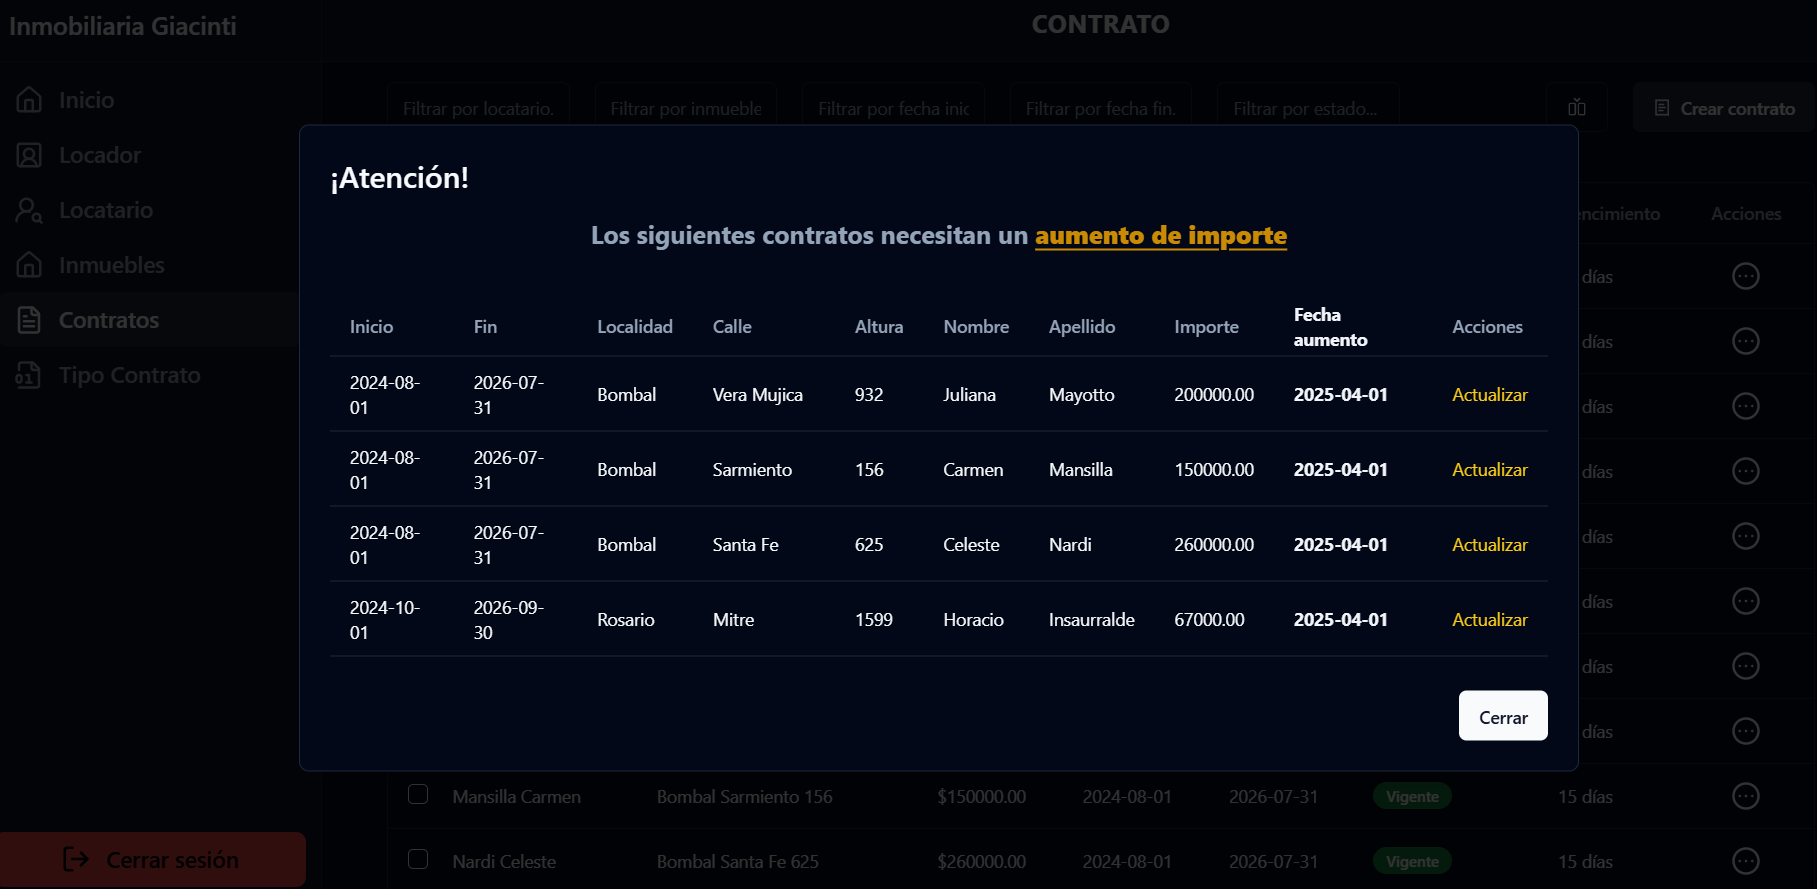 Inmobiliaria Giacinti
CONTRATO
Inicio
Locador
Locatario
Inmuebles
Contratos
Tipo Contrato
Cerrar sesión
Filtrar por locatario.
Filtrar por inmueble
Filtrar por fecha inic
Filtrar por fecha fin.
Filtrar por estado...
Crear contrato
encimiento
Acciones
¡Atención!
Los siguientes contratos necesitan un aumento de importe
Inicio Fin Localidad Calle Altura Nombre Apellido Importe Fecha aumento Acciones
2024-08-01 2026-07-31 Bombal Vera Mujica 932 Juliana Mayotto 200000.00 2025-04-01 Actualizar
2024-08-01 2026-07-31 Bombal Sarmiento 156 Carmen Mansilla 150000.00 2025-04-01 Actualizar
2024-08-01 2026-07-31 Bombal Santa Fe 625 Celeste Nardi 260000.00 2025-04-01 Actualizar
2024-10-01 2026-09-30 Rosario Mitre 1599 Horacio Insaurralde 67000.00 2025-04-01 Actualizar
Cerrar
días
días
días
días
días
días
días
días
Mansilla Carmen Bombal Sarmiento 156 $150000.00 2024-08-01 2026-07-31 Vigente 15 días
Nardi Celeste Bombal Santa Fe 625 $260000.00 2024-08-01 2026-07-31 Vigente 15 días